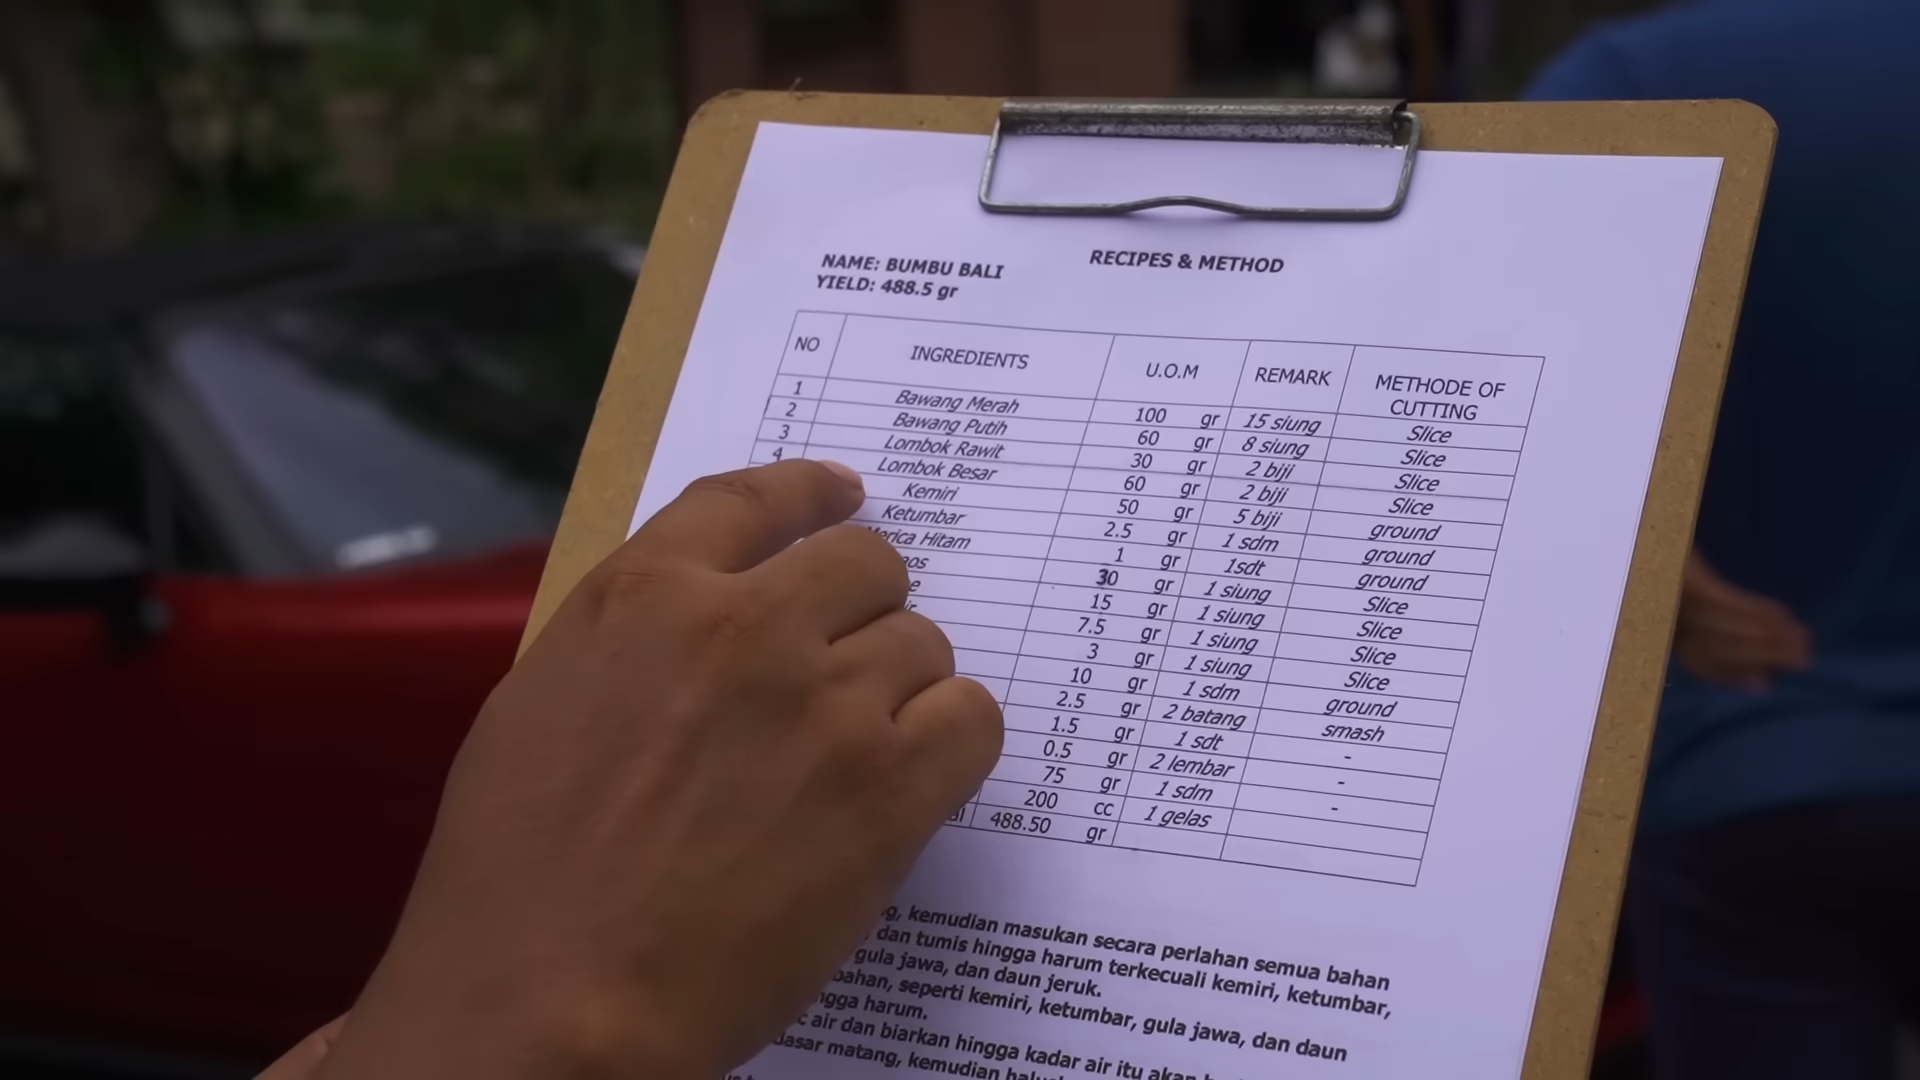 RECIPES & METHOD
NAME: BUMBU BALI
YIELD: 488.5 gr
NO INGREDIENTS U.O.M REMARK METHODE OF CUTTING
1 Bawang Merah 100 gr 15 siung Slice
2 Bawang Putih 60 gr 8 siung Slice
3 Lombok Rawit 30 gr 2 biji Slice
4 Lombok Besar 60 gr 2 biji Slice
Kemiri 50 gr 5 biji ground
Ketumbar 2.5 gr 1 sdm ground
Hitam 1 gr 1sdt ground
30 gr 1 siung Slice
15 gr 1 siung Slice
7.5 gr 1 siung Slice
3 gr 1 siung Slice
10 gr 1 sdm ground
2.5 gr 2 batang smash
1.5 gr 1 sdt -
0.5 gr 2 lembar -
75 gr 1 sdm -
200 cc 1 gelas
488.50 gr
kemudian masukan secara perlahan semua bahan
dan tumis hingga harum terkecuali kemiri, ketumbar,
gula jawa, dan daun jeruk.
bahan, seperti kemiri, ketumbar, gula jawa, dan daun
harum.
air dan biarkan hingga kadar air itu akan
dasar matang, kemudian